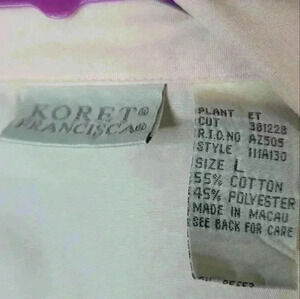 KORET®
FRANCISCA®
PLANT ET
CUT 381228
R.I.D.NO AZ505
STYLE 111A130
SIZE L
55% COTTON
45% POLYESTER
MADE IN MACAU
SEE BACK FOR CARE